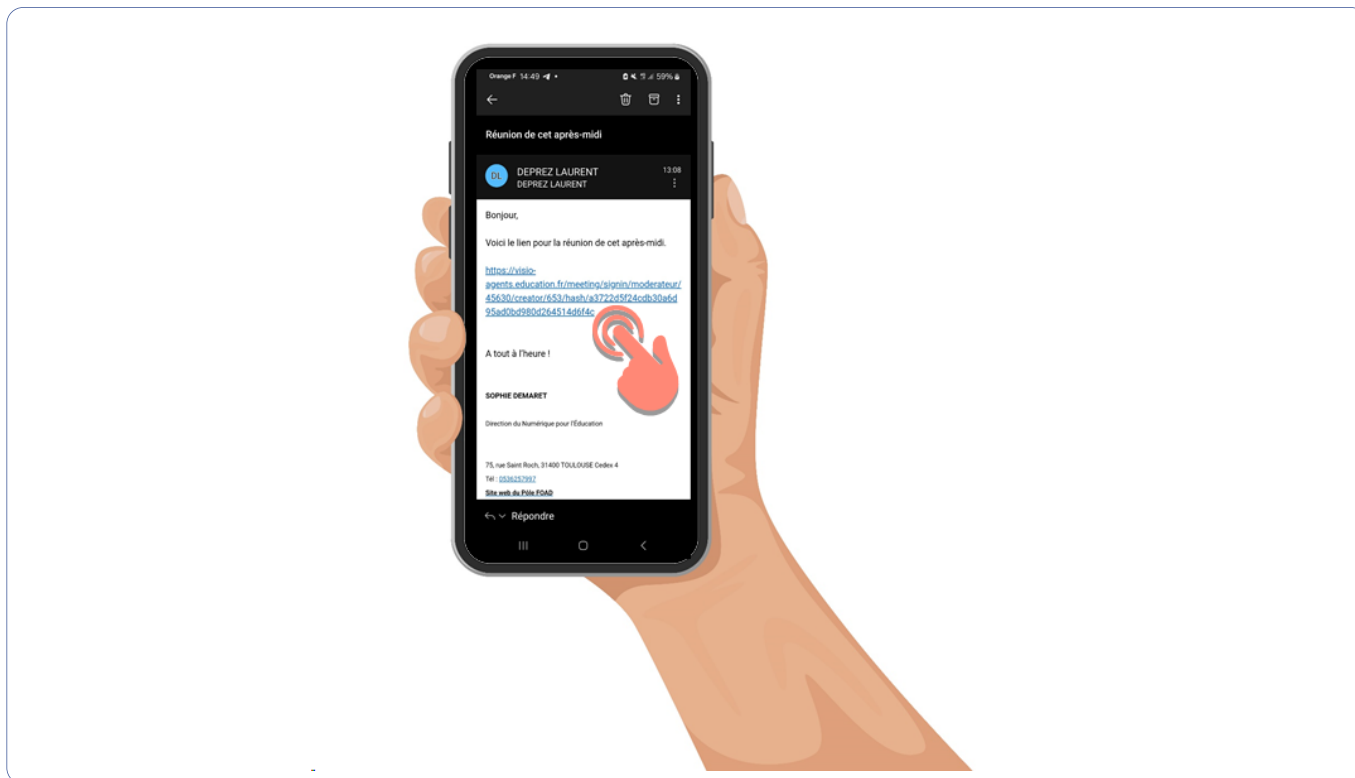 Orange F 14:49
59%
Réunion de cet après-midi
DL
DEPREZ LAURENT
13:08
DEPREZ LAURENT
Bonjour,
Voici le lien pour la réunion de cet après-midi.
https://visio-
agents.education.fr/meeting/signin/moderateur/
45630/creator/653/hash/a3722d5f24cdb30a6d
95ad0bd980d264514d6f4c
A tout à l'heure !
SOPHIE DEMARET
Direction du Numérique pour l'Éducation
75, rue Saint Roch, 31400 TOULOUSE Cedex 4
Tél : 0536257997
Site web du Pôle FOAD
Répondre